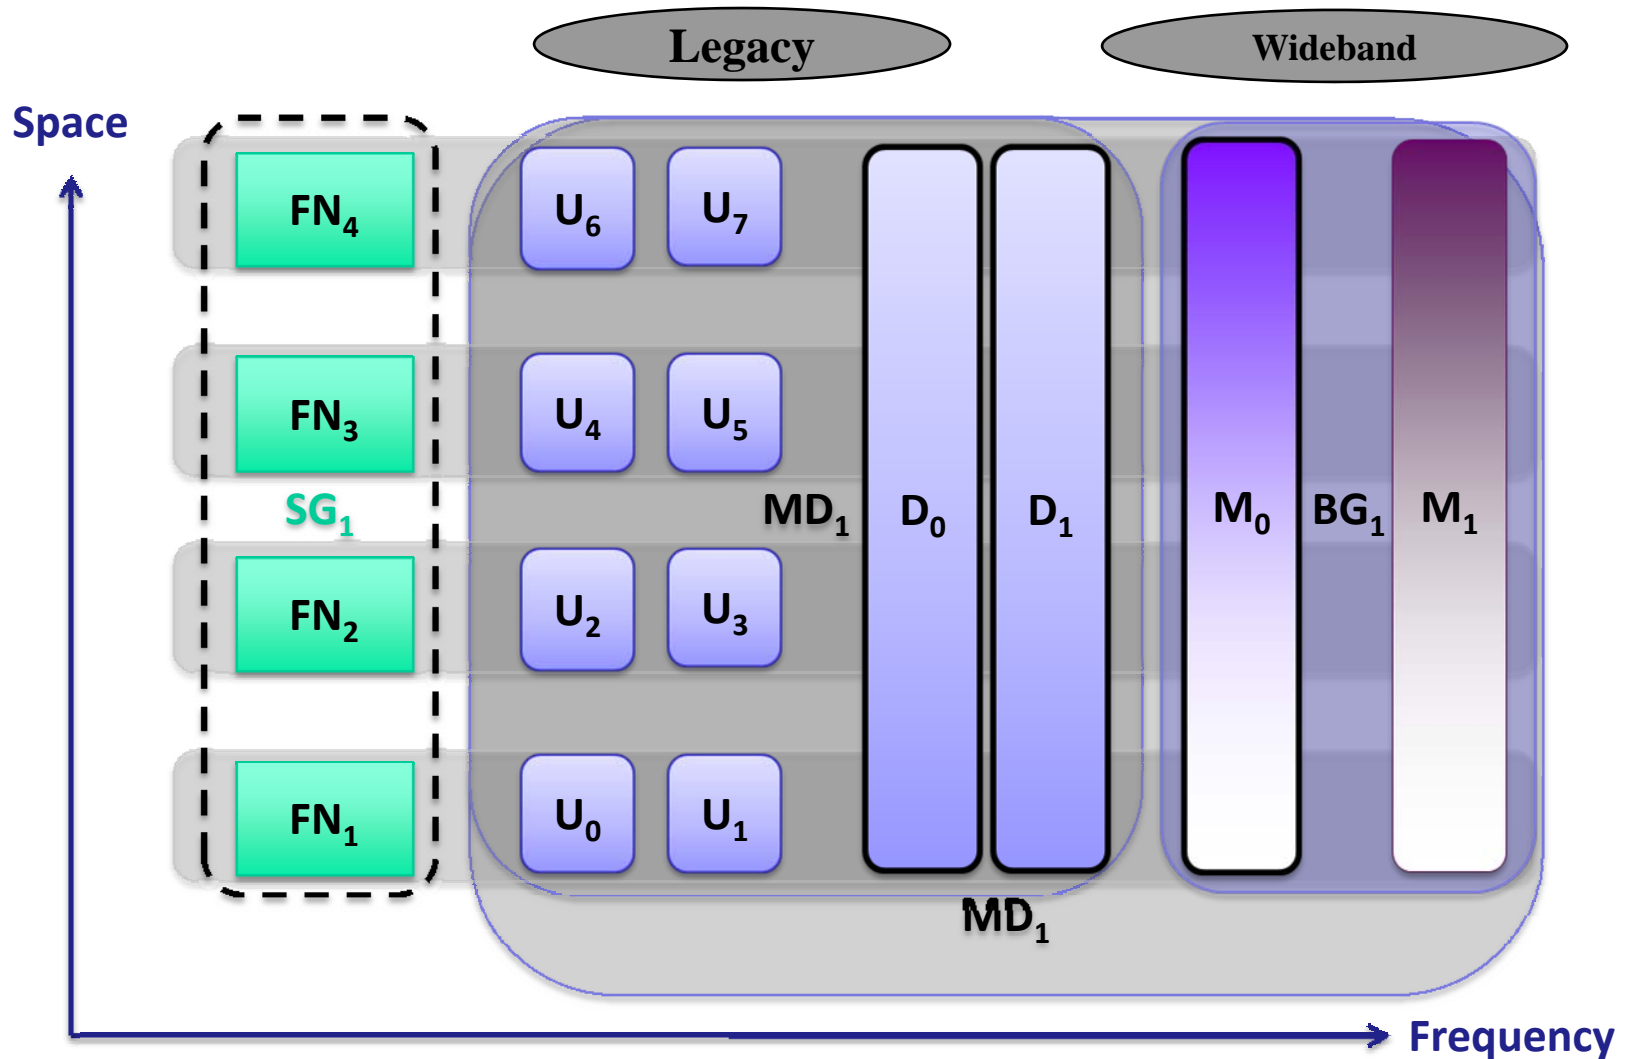 Legacy
Wideband
Space
FN4
U6
U7
FN3
U4
U5
SG1
MD1
D0
D1
M0
BG1
M1
FN2
U2
U3
FN1
U0
U1
MD1
Frequency